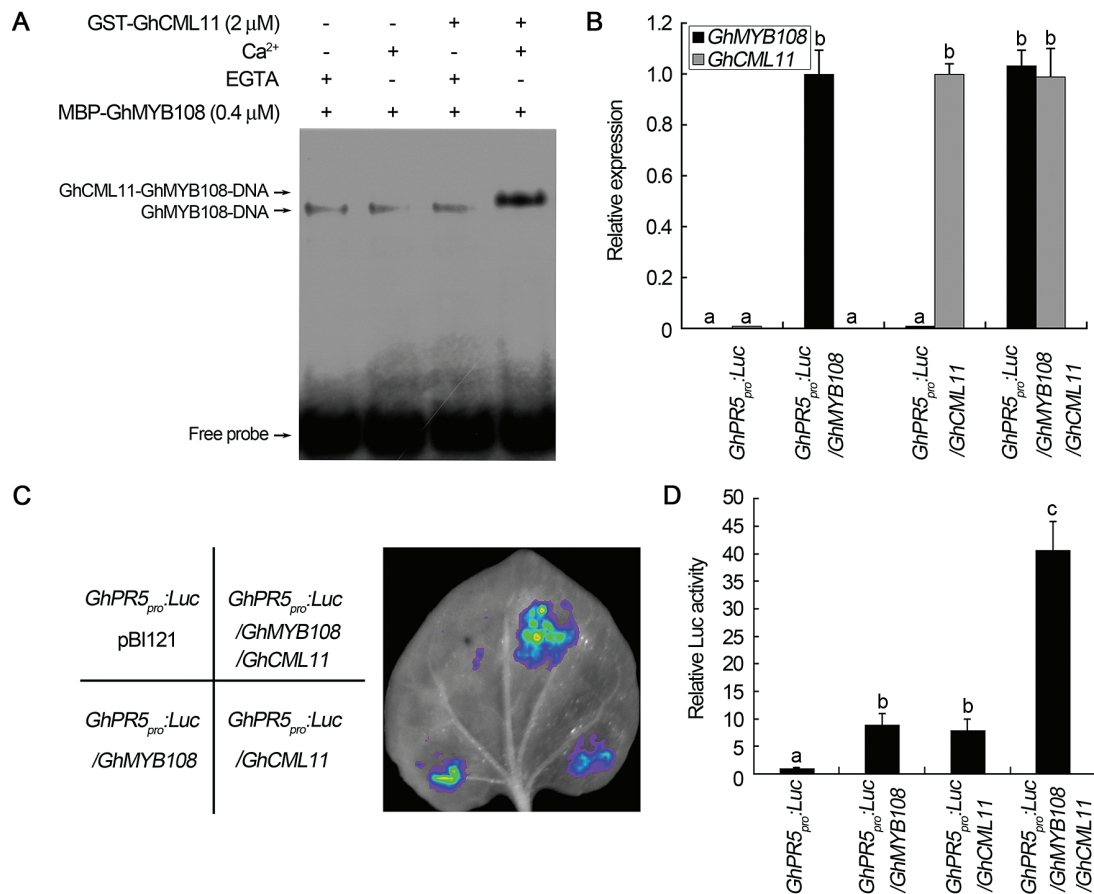 A
GST-GhCML11 (2 μM) - - + +
Ca2+ - + - +
EGTA + - + -
MBP-GhMYB108 (0.4 μM) + + + +
GhCML11-GhMYB108-DNA
GhMYB108-DNA
Free probe
B
GhMYB108
GhCML11
Relative expression
1.2
1.0
0.8
0.6
0.4
0.2
0
a a b a a b b b
GhPR5pro:Luc
GhPR5pro:Luc
/GhMYB108
GhPR5pro:Luc
/GhCML11
GhPR5pro:Luc
/GhMYB108
/GhCML11
C
GhPR5pro:Luc
pBI121
GhPR5pro:Luc
/GhMYB108
/GhCML11
GhPR5pro:Luc
/GhMYB108
GhPR5pro:Luc
/GhCML11
D
Relative Luc activity
50
45
40
35
30
25
20
15
10
5
0
a b b c
GhPR5pro:Luc
GhPR5pro:Luc
/GhMYB108
GhPR5pro:Luc
/GhCML11
GhPR5pro:Luc
/GhMYB108
/GhCML11